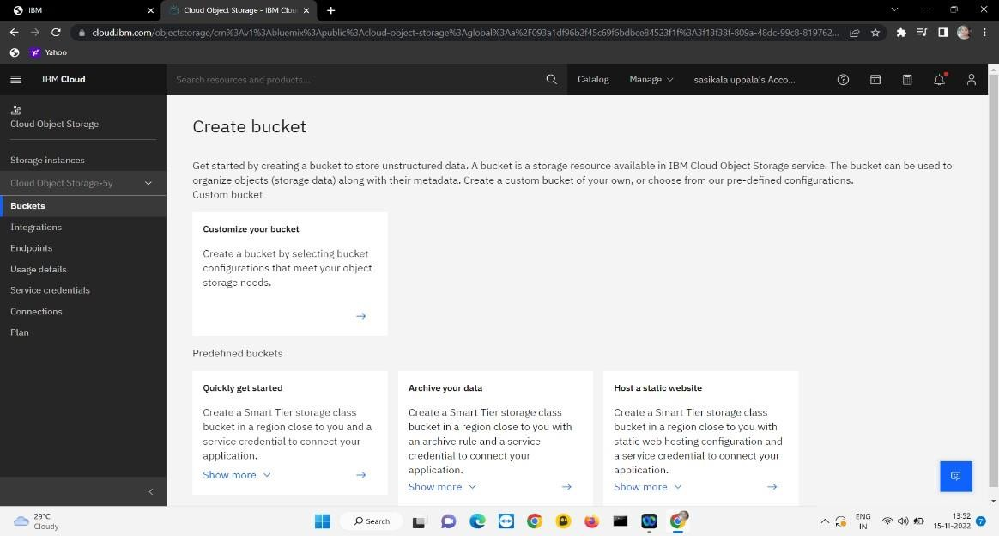 IBM
Cloud Object Storage - IBM Clou
cloud.ibm.com/objectstorage/crn%3Av1%3Abluemix%3Apublic%3Acloud-object-storage%3Aglobal%3Aa%2F093a1df96b2f45c69f6bdbce84523f1f%3A3f13f38f-809a-48dc-99c8-819762...
Yahoo
IBM Cloud
Search resources and products...
Catalog
Manage
sasikala uppala's Acco...
Cloud Object Storage
Storage instances
Cloud Object Storage-5y
Buckets
Integrations
Endpoints
Usage details
Service credentials
Connections
Plan
Create bucket
Get started by creating a bucket to store unstructured data. A bucket is a storage resource available in IBM Cloud Object Storage service. The bucket can be used to
organize objects (storage data) along with their metadata. Create a custom bucket of your own, or choose from our pre-defined configurations.
Custom bucket
Customize your bucket
Create a bucket by selecting bucket
configurations that meet your object
storage needs.
Predefined buckets
Quickly get started
Create a Smart Tier storage class
bucket in a region close to you and a
service credential to connect your
application.
Show more
Archive your data
Create a Smart Tier storage class
bucket in a region close to you with
an archive rule and a service
credential to connect your
application.
Show more
Host a static website
Create a Smart Tier storage class
bucket in a region close to you with
static web hosting configuration and
a service credential to connect your
application.
Show more
29°C
Cloudy
Search
ENG
IN
13:52
15-11-2022
7